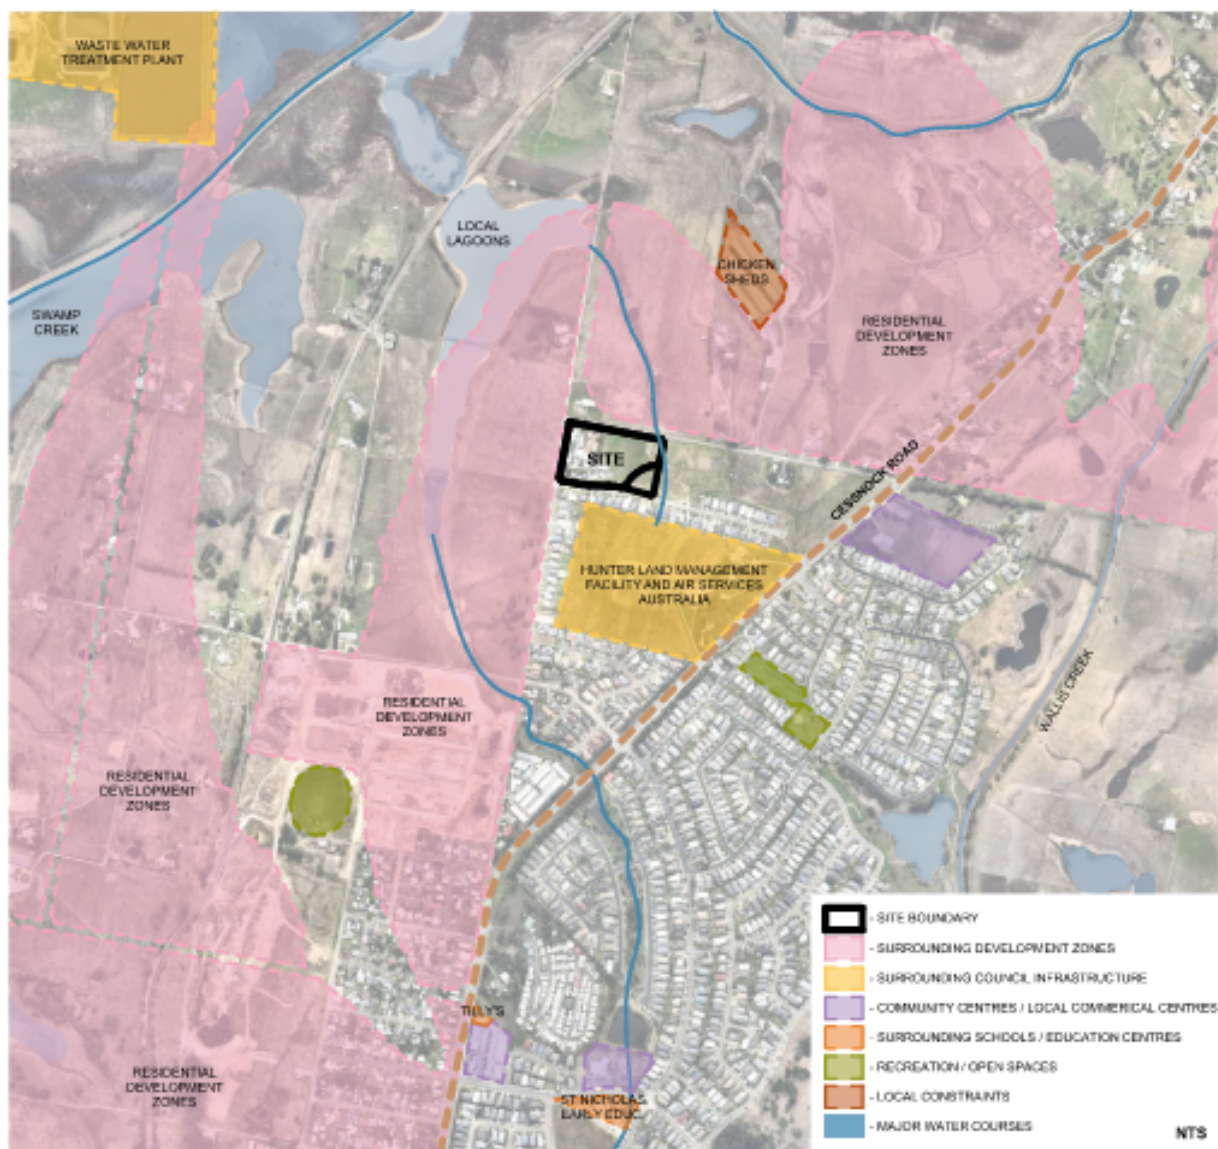 WASTE WATER
TREATMENT PLANT
LOCAL
LAGOONS
CHICKEN
SHEDS
SWAMP
CREEK
RESIDENTIAL
DEVELOPMENT
ZONES
SITE
CESSNOCK ROAD
HUNTER LAND MANAGEMENT
FACILITY AND AIR SERVICES
AUSTRALIA
WALLIS CREEK
RESIDENTIAL
DEVELOPMENT
ZONES
RESIDENTIAL
DEVELOPMENT
ZONES
TILLY'S
RESIDENTIAL
DEVELOPMENT
ZONES
ST NICHOLAS
EARLY EDUC.
- SITE BOUNDARY
- SURROUNDING DEVELOPMENT ZONES
- SURROUNDING COUNCIL INFRASTRUCTURE
- COMMUNITY CENTRES / LOCAL COMMERICAL CENTRES
- SURROUNDING SCHOOLS / EDUCATION CENTRES
- RECREATION / OPEN SPACES
- LOCAL CONSTRAINTS
- MAJOR WATER COURSES
NTS